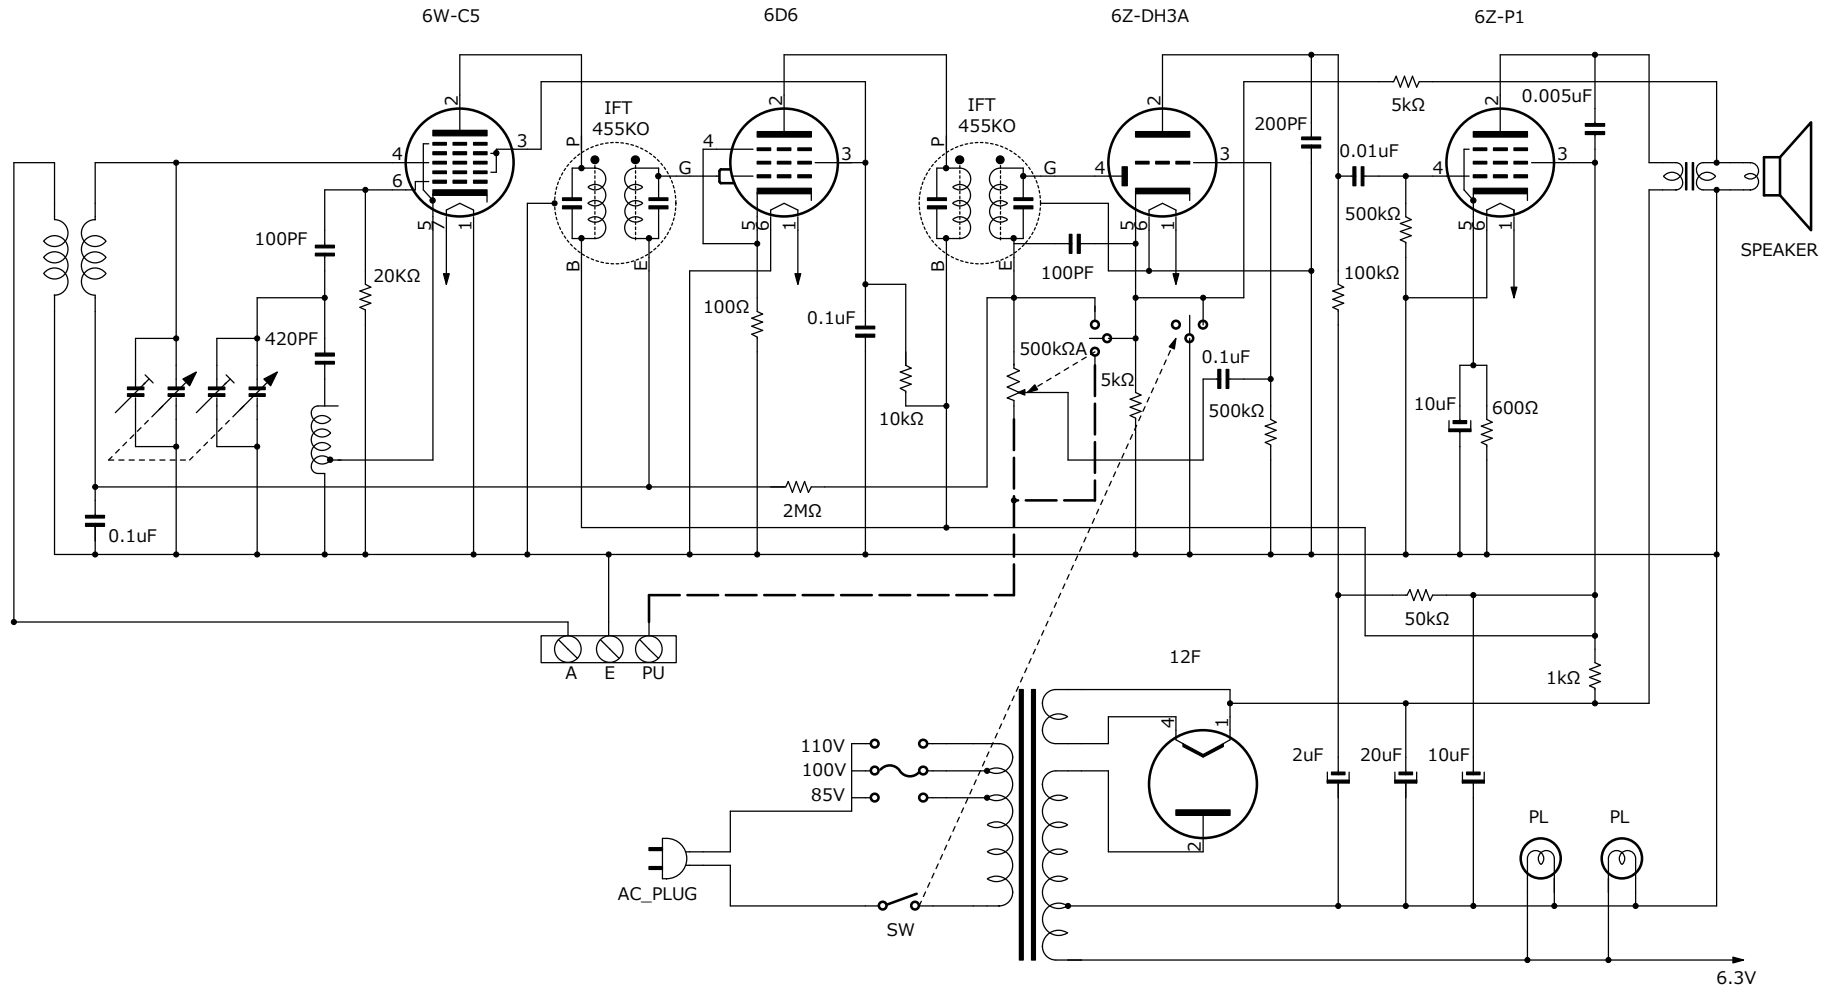 6W-C5 6D6 6Z-DH3A 6Z-P1
2 2 2 2
IFT
455KO
IFT
455KO
5kΩ
0.005uF
200PF
0.01uF
P P
3 4 3 3 3
4 6 G G 4 4
5 7 1 5 6 1 5 6 1 5 6 1
100PF
20KΩ
500kΩ
SPEAKER
B E B E
100PF
100kΩ
100Ω
0.1uF
420PF
500kΩA
0.1uF
5kΩ
10kΩ
500kΩ
10uF
600Ω
2MΩ
0.1uF
50kΩ
A E PU
12F
1kΩ
4 1
110V
100V
85V
2uF 20uF 10uF
PL PL
2
AC_PLUG
SW
6.3V